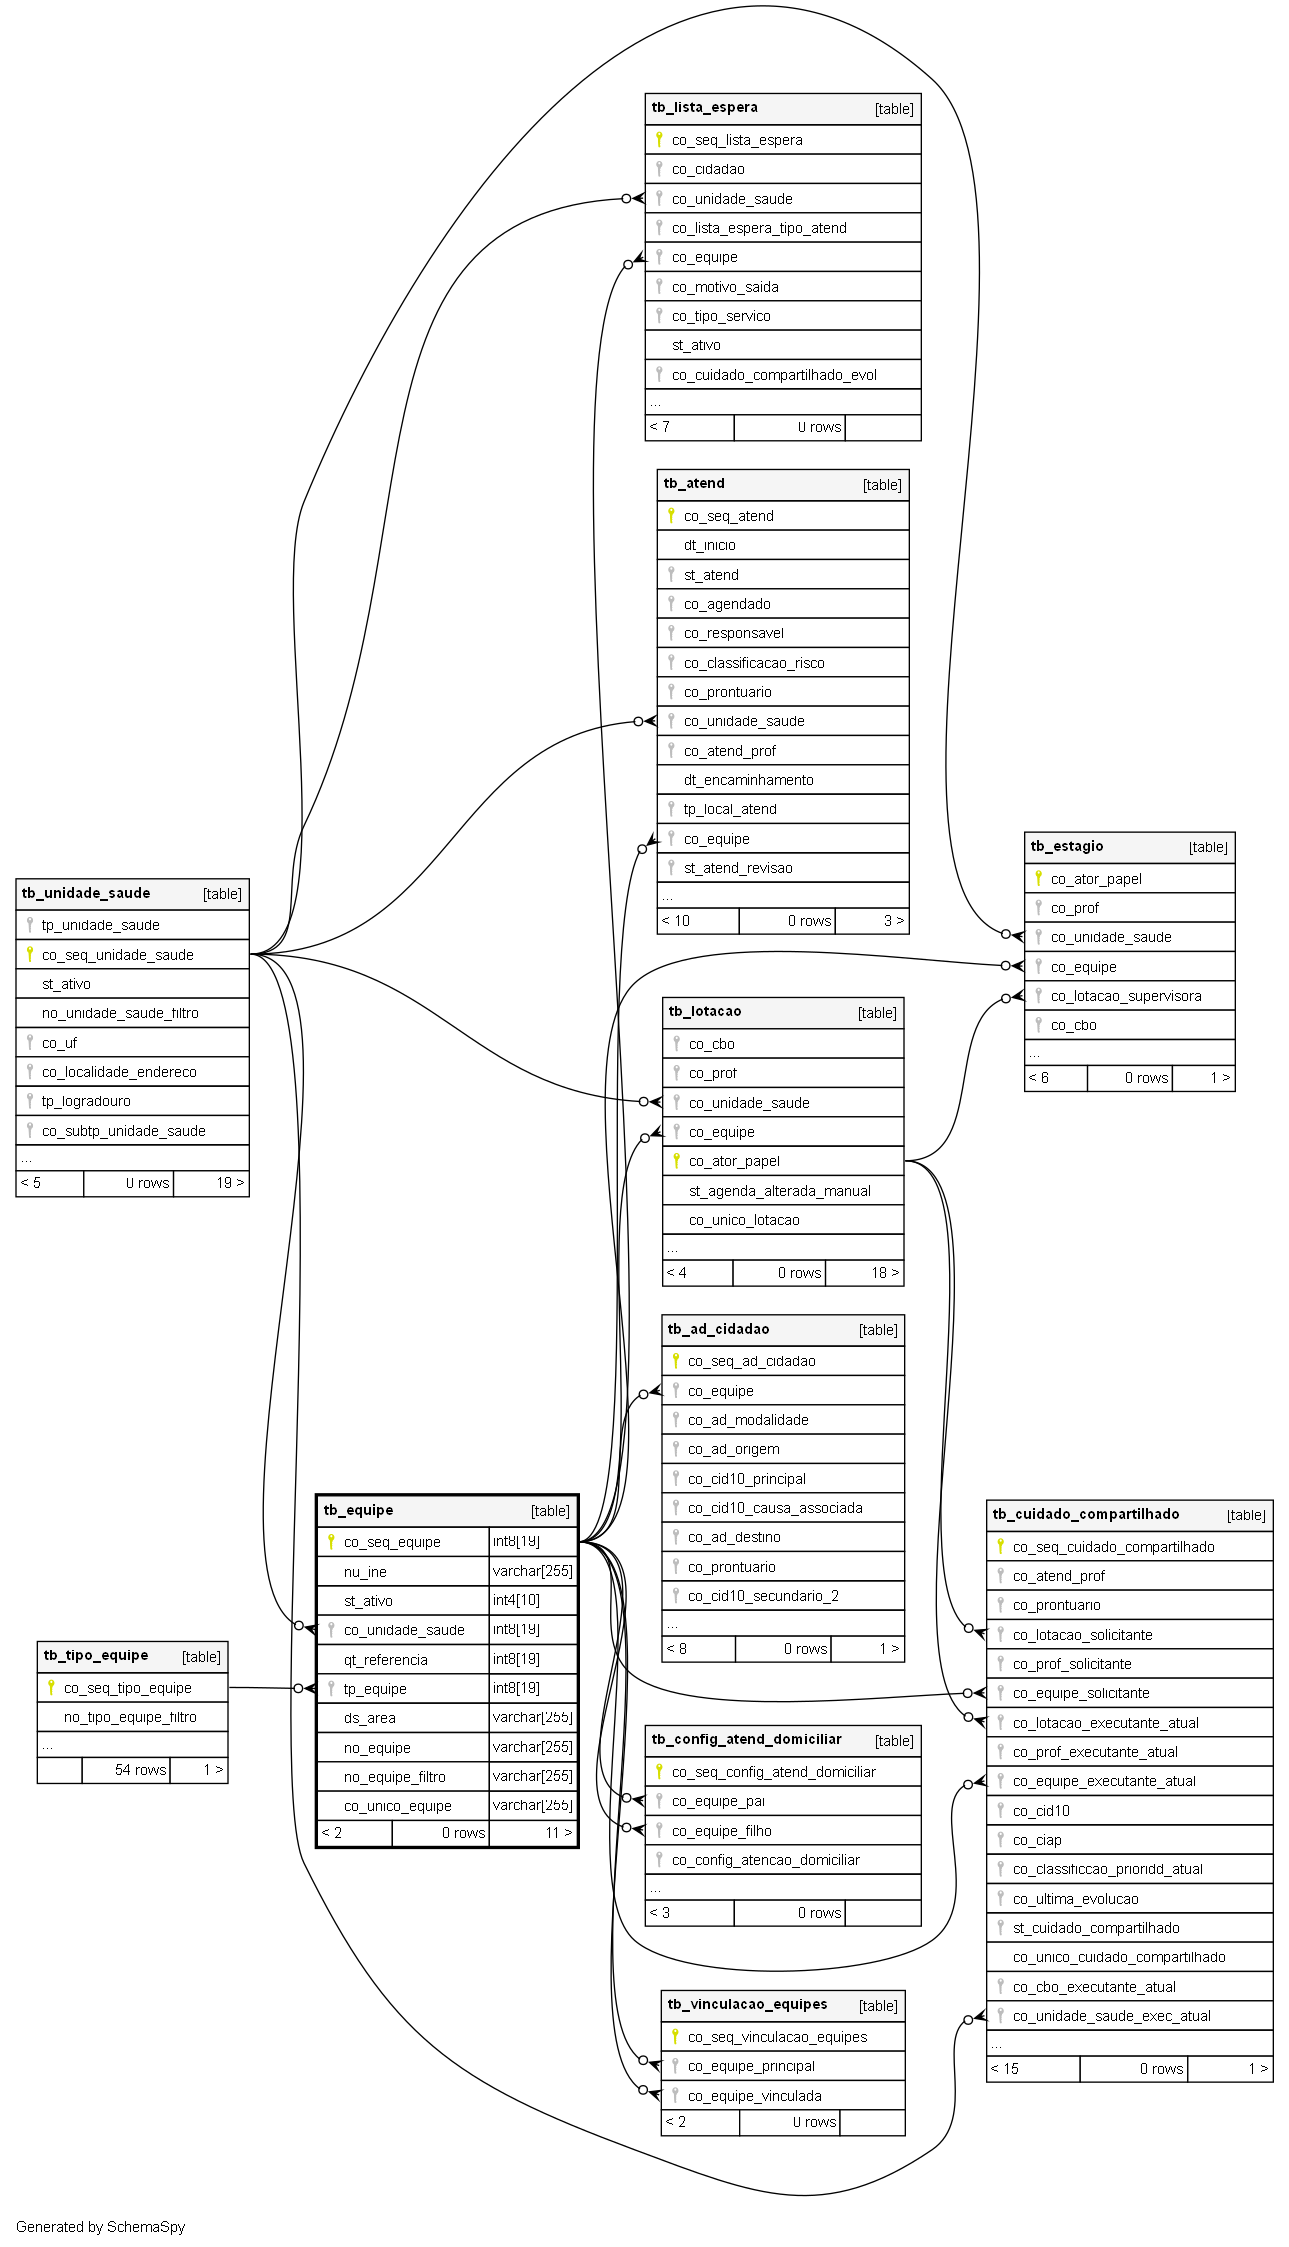 tb_lista_espera [table]
co_seq_lista_espera
co_cidadao
co_unidade_saude
co_lista_espera_tipo_atend
co_equipe
co_motivo_saida
co_tipo_servico
st_ativo
co_cuidado_compartilhado_evol
...
< 7 0 rows
tb_atend [table]
co_seq_atend
dt_inicio
st_atend
co_agendado
co_responsavel
co_classificacao_risco
co_prontuario
co_unidade_saude
co_atend_prof
dt_encaminhamento
tp_local_atend
co_equipe
st_atend_revisao
...
< 10 0 rows 3 >
tb_estagio [table]
co_ator_papel
co_prof
co_unidade_saude
co_equipe
co_lotacao_supervisora
co_cbo
...
< 6 0 rows 1 >
tb_unidade_saude [table]
tp_unidade_saude
co_seq_unidade_saude
st_ativo
no_unidade_saude_filtro
co_uf
co_localidade_endereco
tp_logradouro
co_subtp_unidade_saude
...
< 5 0 rows 19 >
tb_lotacao [table]
co_cbo
co_prof
co_unidade_saude
co_equipe
co_ator_papel
st_agenda_alterada_manual
co_unico_lotacao
...
< 4 0 rows 18 >
tb_ad_cidadao [table]
co_seq_ad_cidadao
co_equipe
co_ad_modalidade
co_ad_origem
co_cid10_principal
co_cid10_causa_associada
co_ad_destino
co_prontuario
co_cid10_secundario_2
...
< 8 0 rows 1 >
tb_equipe [table]
co_seq_equipe int8[19]
nu_ine varchar[255]
st_ativo int4[10]
co_unidade_saude int8[19]
qt_referencia int8[19]
tp_equipe int8[19]
ds_area varchar[255]
no_equipe varchar[255]
no_equipe_filtro varchar[255]
co_unico_equipe varchar[255]
< 2 0 rows 11 >
tb_tipo_equipe [table]
co_seq_tipo_equipe
no_tipo_equipe_filtro
...
54 rows 1 >
tb_cuidado_compartilhado [table]
co_seq_cuidado_compartilhado
co_atend_prof
co_prontuario
co_lotacao_solicitante
co_prof_solicitante
co_equipe_solicitante
co_lotacao_executante_atual
co_prof_executante_atual
co_equipe_executante_atual
co_cid10
co_ciap
co_classificcao_prioridd_atual
co_ultima_evolucao
st_cuidado_compartilhado
co_unico_cuidado_compartilhado
co_cbo_executante_atual
co_unidade_saude_exec_atual
...
< 15 0 rows 1 >
tb_config_atend_domiciliar [table]
co_seq_config_atend_domiciliar
co_equipe_pai
co_equipe_filho
co_config_atencao_domiciliar
...
< 3 0 rows
tb_vinculacao_equipes [table]
co_seq_vinculacao_equipes
co_equipe_principal
co_equipe_vinculada
< 2 0 rows
Generated by SchemaSpy